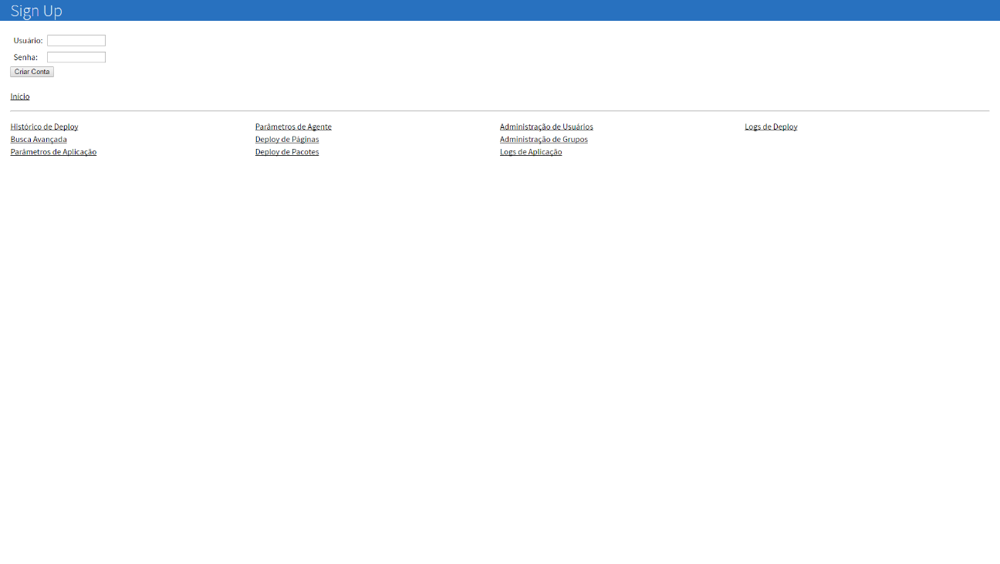 Sign Up
Usuário:
Senha:
Criar Conta
Início
Histórico de Deploy
Busca Avançada
Parâmetros de Aplicação
Parâmetros de Agente
Deploy de Páginas
Deploy de Pacotes
Administração de Usuários
Administração de Grupos
Logs de Aplicação
Logs de Deploy